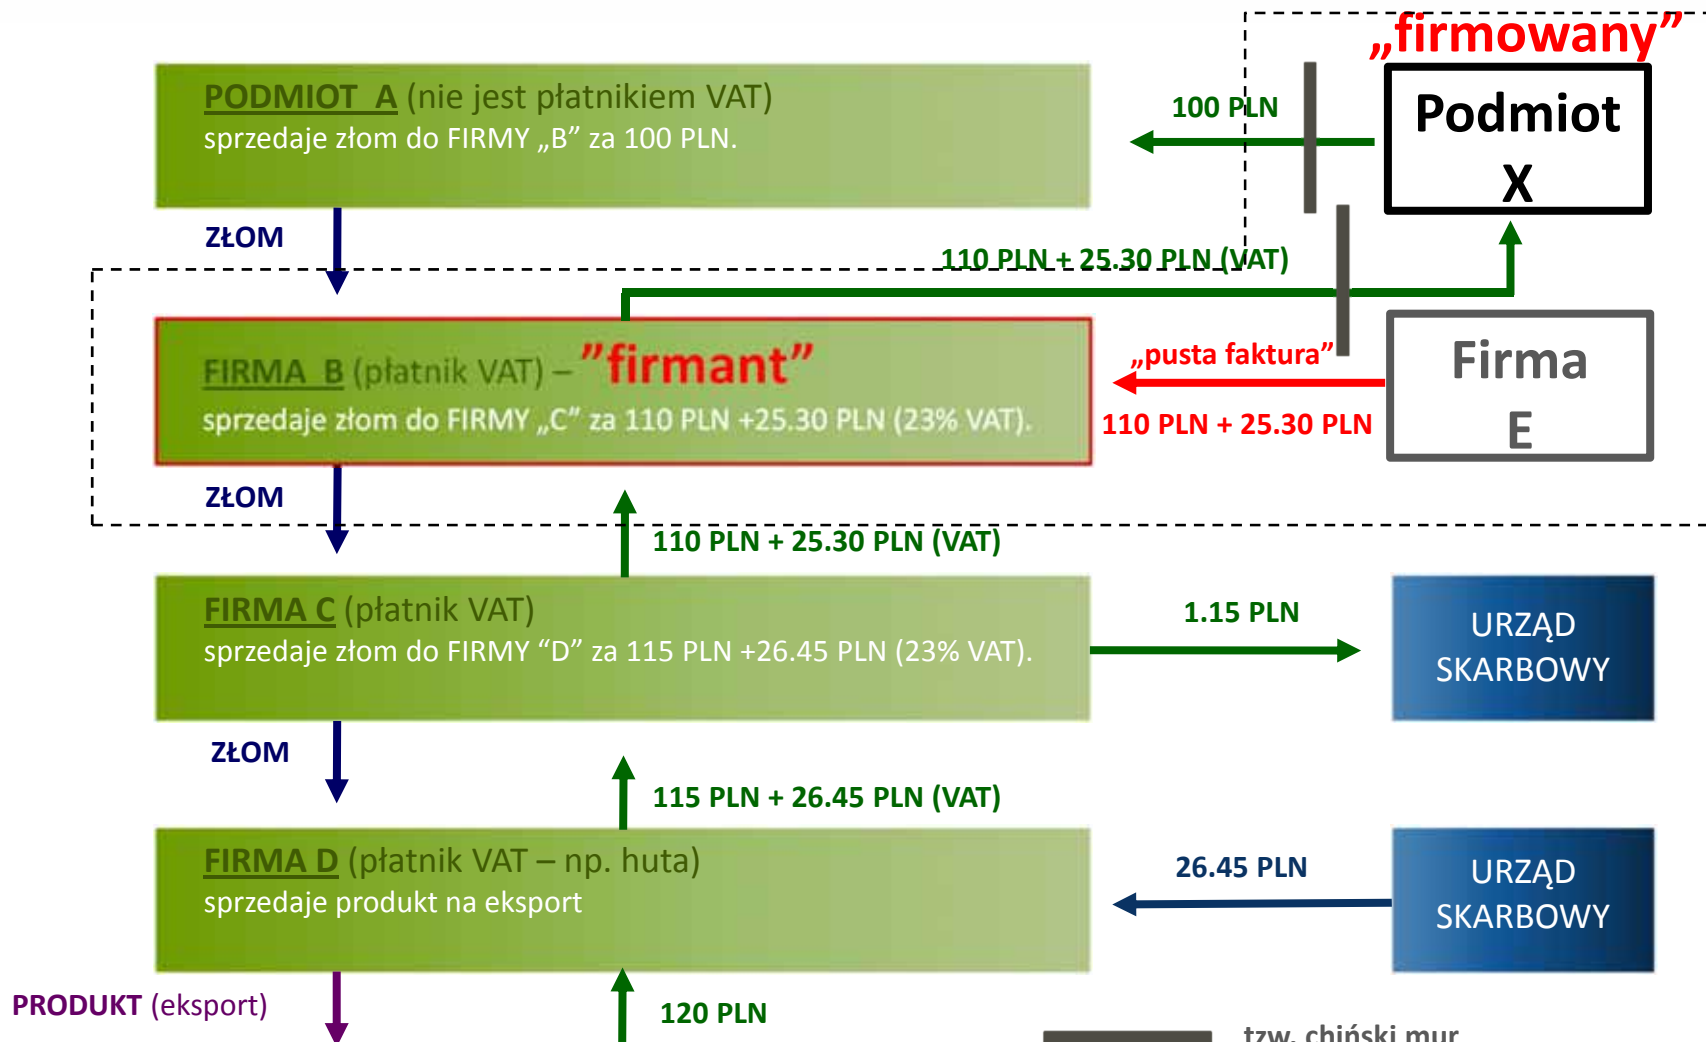 „firmowany”
PODMIOT  A (nie jest płatnikiem VAT)
sprzedaje złom do FIRMY „B” za 100 PLN.
100 PLN
Podmiot
X
ZŁOM
110 PLN + 25.30 PLN (VAT)
FIRMA  B (płatnik VAT) – ”firmant”
sprzedaje złom do FIRMY „C” za 110 PLN +25.30 PLN (23% VAT).
„pusta faktura”
110 PLN + 25.30 PLN
Firma
E
ZŁOM
110 PLN + 25.30 PLN (VAT)
FIRMA C (płatnik VAT)
sprzedaje złom do FIRMY “D” za 115 PLN +26.45 PLN (23% VAT).
1.15 PLN
URZĄD
SKARBOWY
ZŁOM
115 PLN + 26.45 PLN (VAT)
FIRMA D (płatnik VAT – np. huta)
sprzedaje produkt na eksport
26.45 PLN
URZĄD
SKARBOWY
PRODUKT (eksport)
120 PLN
tzw. chiński mur